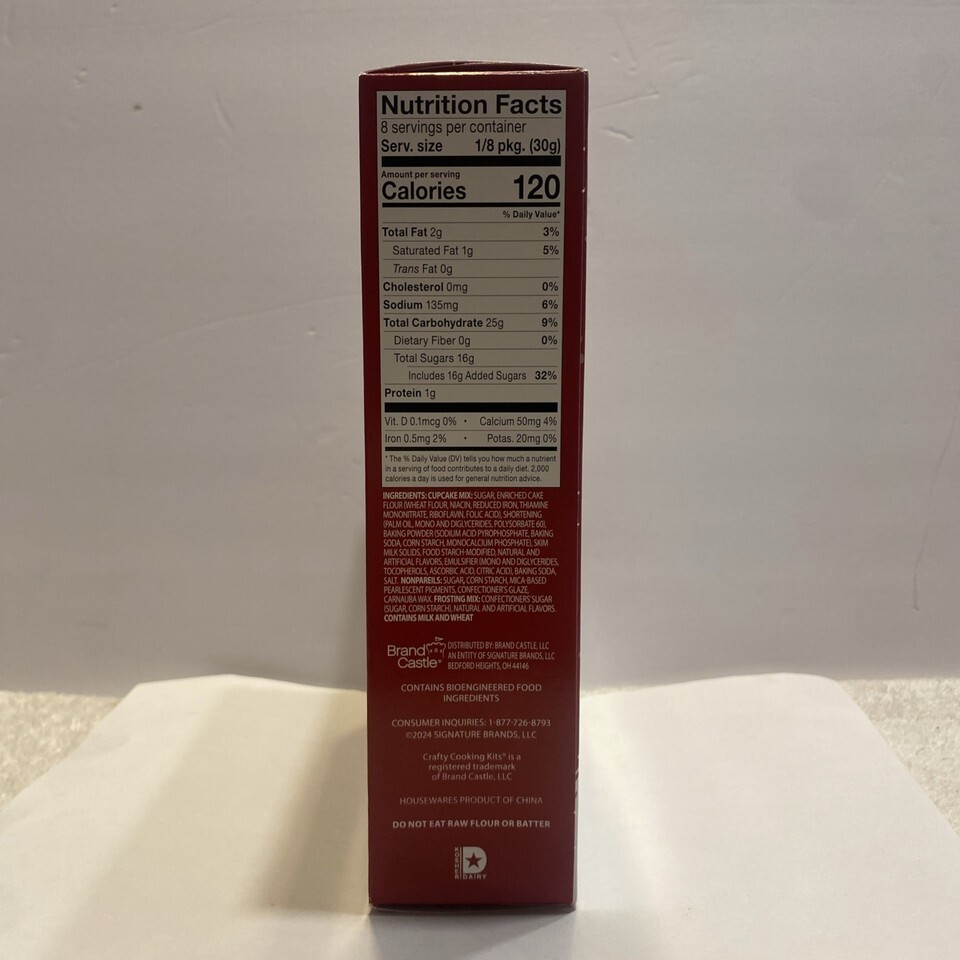 Nutrition Facts
8 servings per container
Serv. size 1/8 pkg. (30g)
Amount per serving
Calories 120
% Daily Value*
Total Fat 2g 3%
Saturated Fat 1g 5%
Trans Fat 0g
Cholesterol 0mg 0%
Sodium 135mg 6%
Total Carbohydrate 25g 9%
Dietary Fiber 0g 0%
Total Sugars 16g
Includes 16g Added Sugars 32%
Protein 1g
Vit. D 0.1mcg 0% • Calcium 50mg 4%
Iron 0.5mg 2% • Potas. 20mg 0%
* The % Daily Value (DV) tells you how much a nutrient
in a serving of food contributes to a daily diet. 2,000
calories a day is used for general nutrition advice.
INGREDIENTS: CUPCAKE MIX: SUGAR, ENRICHED CAKE
FLOUR (WHEAT FLOUR, NIACIN, REDUCED IRON, THIAMINE
MONONITRATE, RIBOFLAVIN, FOLIC ACID), SHORTENING
(PALM OIL, MONO AND DIGLYCERIDES, POLYSORBATE 60),
BAKING POWDER (SODIUM ACID PYROPHOSPHATE, BAKING
SODA, CORN STARCH, MONOCALCIUM PHOSPHATE), SKIM
MILK SOLIDS, FOOD STARCH-MODIFIED, NATURAL AND
ARTIFICIAL FLAVORS, EMULSIFIER (MONO AND DIGLYCERIDES,
TOCOPHEROLS, ASCORBIC ACID, CITRIC ACID), BAKING SODA,
SALT. NONPAREILS: SUGAR, CORN STARCH, MICA-BASED
PEARLESCENT PIGMENTS, CONFECTIONER'S GLAZE,
CARNAUBA WAX. FROSTING MIX: CONFECTIONERS' SUGAR
(SUGAR, CORN STARCH), NATURAL AND ARTIFICIAL FLAVORS.
CONTAINS MILK AND WHEAT
Brand
Castle®
DISTRIBUTED BY: BRAND CASTLE, LLC
AN ENTITY OF SIGNATURE BRANDS, LLC
BEDFORD HEIGHTS, OH 44146
CONTAINS BIOENGINEERED FOOD
INGREDIENTS
CONSUMER INQUIRIES: 1-877-726-8793
©2024 SIGNATURE BRANDS, LLC
Crafty Cooking Kits® is a
registered trademark
of Brand Castle, LLC
HOUSEWARES PRODUCT OF CHINA
DO NOT EAT RAW FLOUR OR BATTER
KOSHER
D
DAIRY